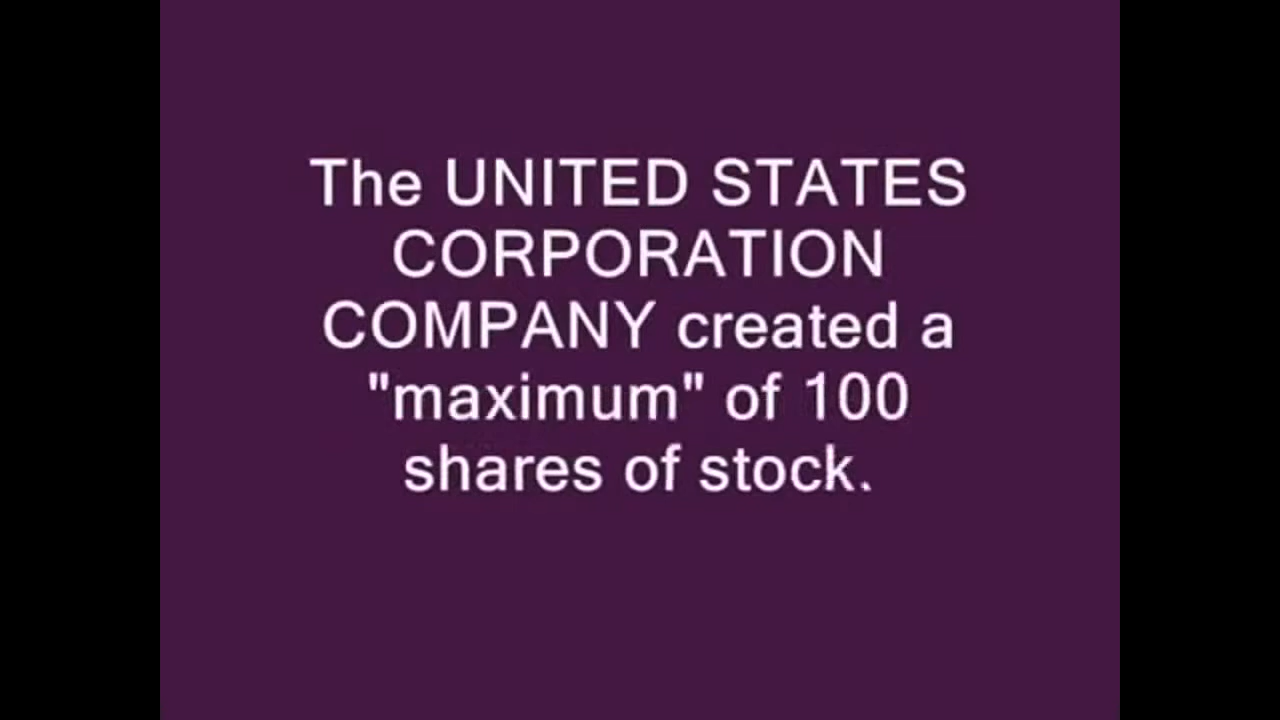 The UNITED STATES
CORPORATION
COMPANY created a
"maximum" of 100
shares of stock.